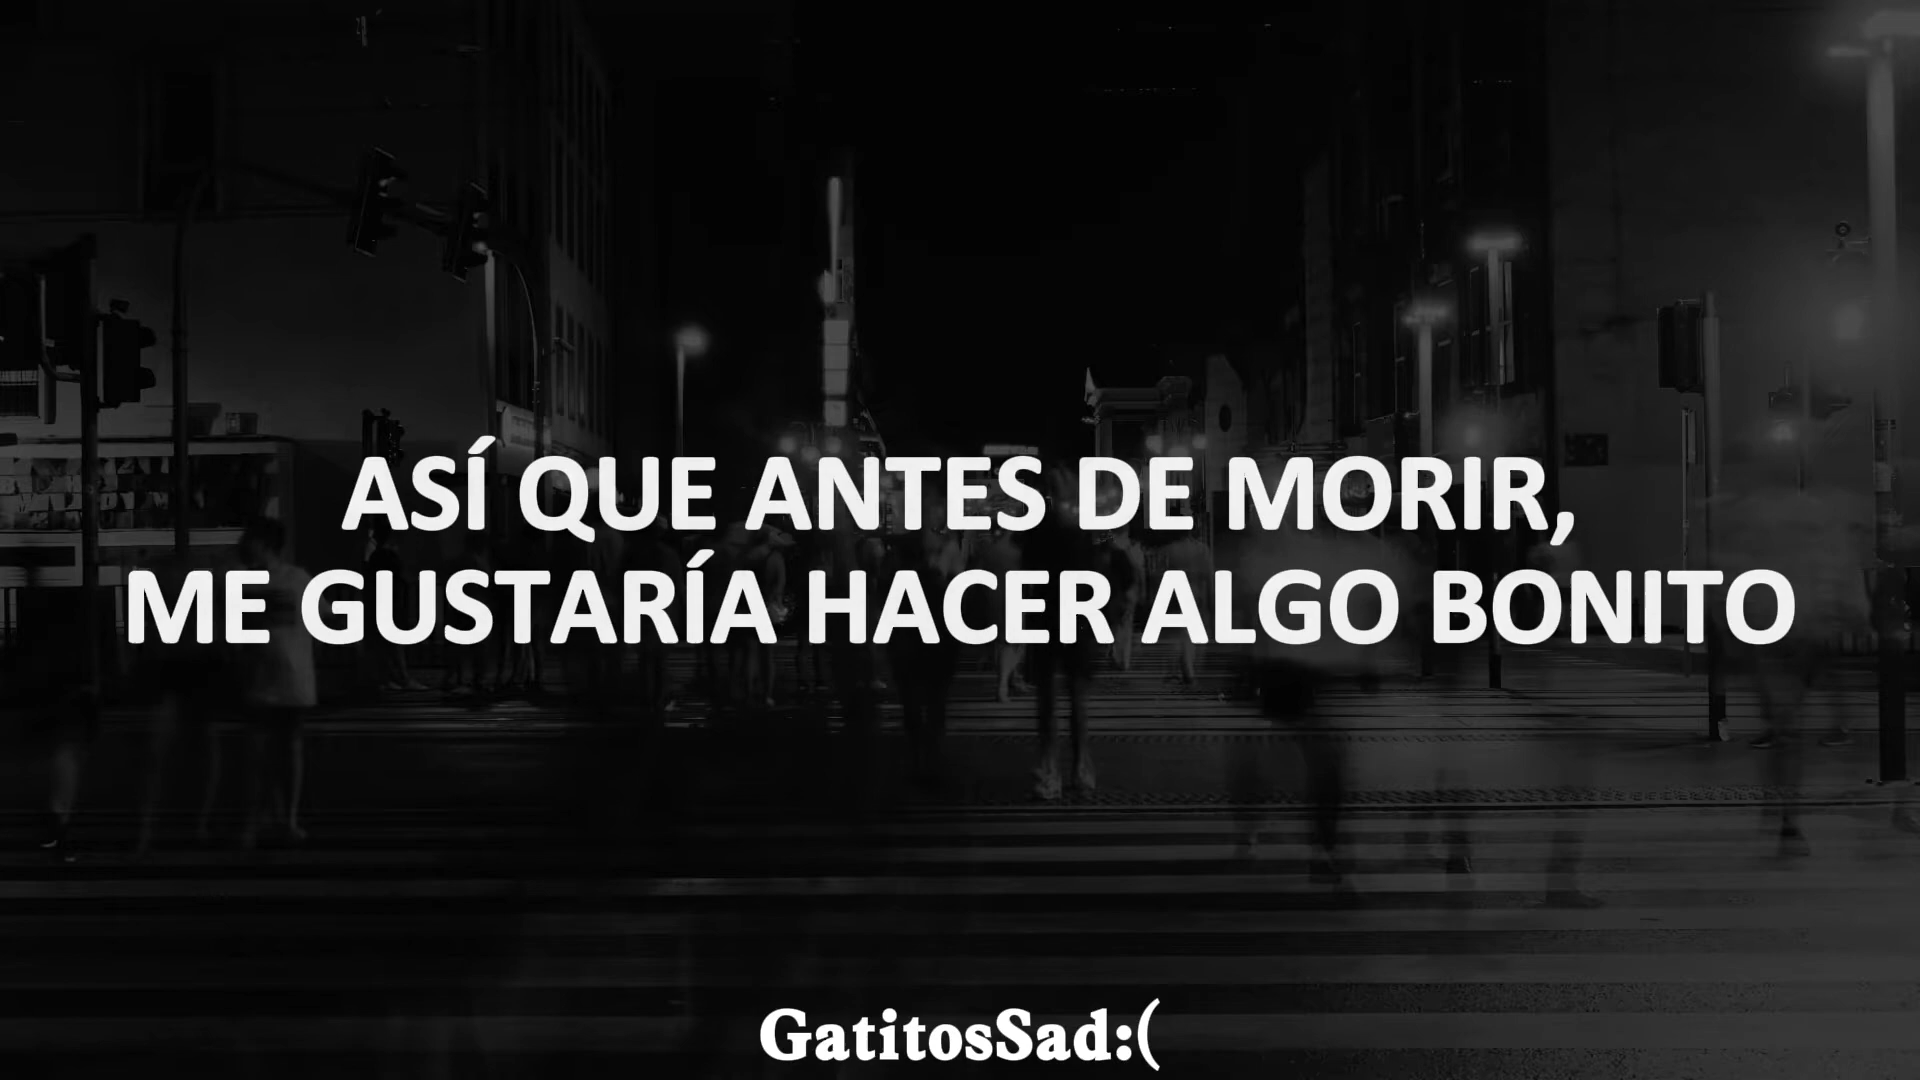 ASÍ QUE ANTES DE MORIR,
ME GUSTARÍA HACER ALGO BONITO
GatitosSad:(